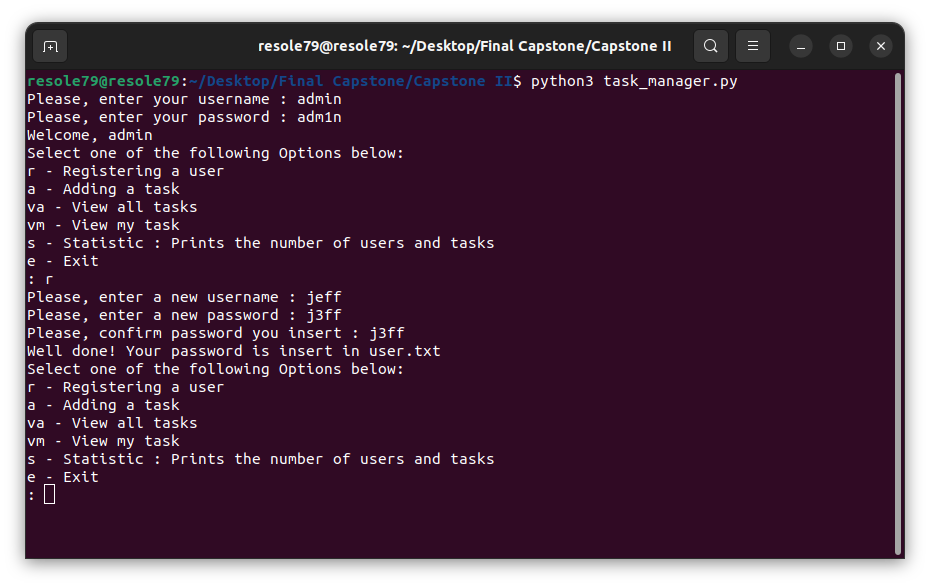 resole79@resole79: ~/Desktop/Final Capstone/Capstone II
resole79@resole79:~/Desktop/Final Capstone/Capstone II$ python3 task_manager.py
Please, enter your username : admin
Please, enter your password : adm1n
Welcome, admin
Select one of the following Options below:
r - Registering a user
a - Adding a task
va - View all tasks
vm - View my task
s - Statistic : Prints the number of users and tasks
e - Exit
: r
Please, enter a new username : jeff
Please, enter a new password : j3ff
Please, confirm password you insert : j3ff
Well done! Your password is insert in user.txt
Select one of the following Options below:
r - Registering a user
a - Adding a task
va - View all tasks
vm - View my task
s - Statistic : Prints the number of users and tasks
e - Exit
: